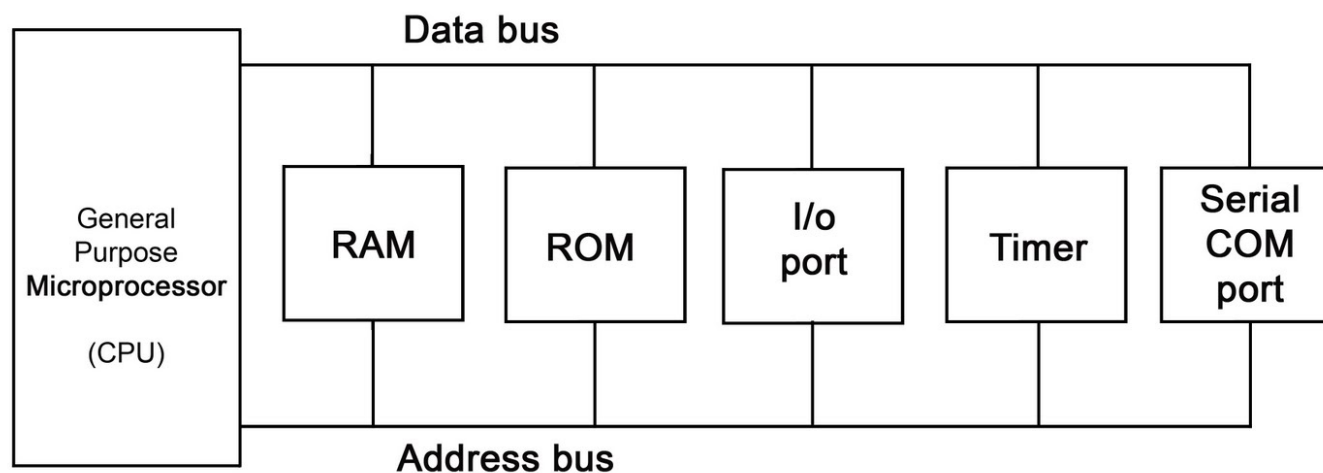 Data bus
General
Purpose
Microprocessor
(CPU)
RAM
ROM
I/o
port
Timer
Serial
COM
port
Address bus